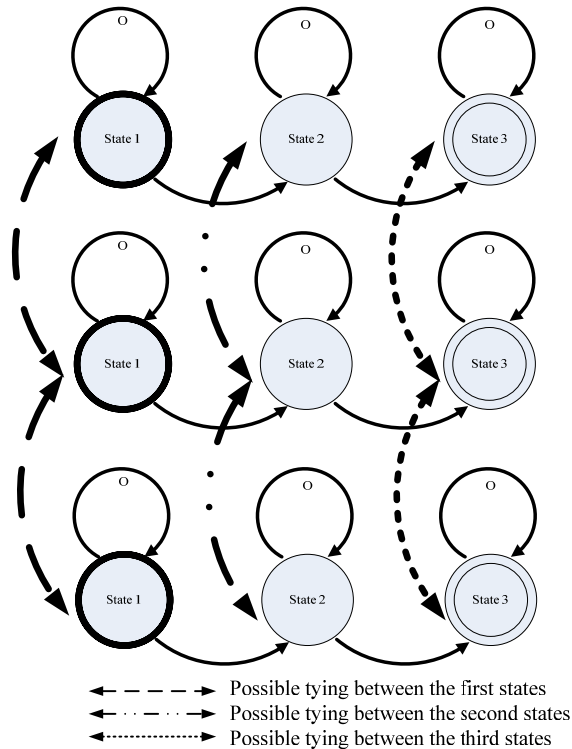 O O O
State 1 State 2 State 3
O O O
State 1 State 2 State 3
O O O
State 1 State 2 State 3
Possible tying between the first states
Possible tying between the second states
Possible tying between the third states